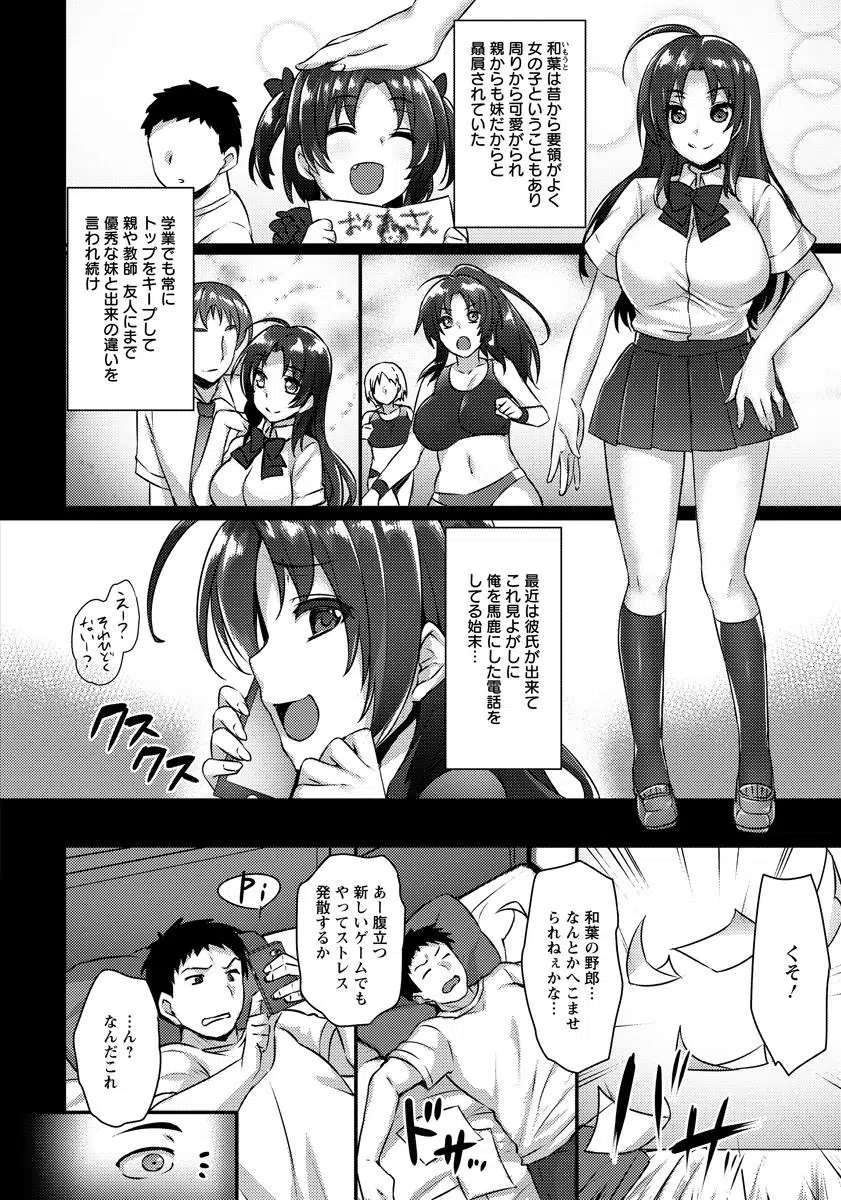 和葉は昔から要領がよく
いもうと
女の子ということもあり
周りから可愛がられ
親からも妹だからと
贔屓されていた
おかあさん
学業でも常に
トップをキープして
親や教師 友人にまで
優秀な妹と出来の違いを
言われ続け
最近は彼氏が出来て
これ見よがしに
俺を馬鹿にした電話を
してる始末…
えー?
それひどく
ない〜?
クスクス
くそ!
和葉の野郎…
なんとかへこませ
られねぇかな…
ドサッ
あー腹立つ
新しいゲームでも
やってストレス
発散するか
Pi
…ん?
なんだこれ